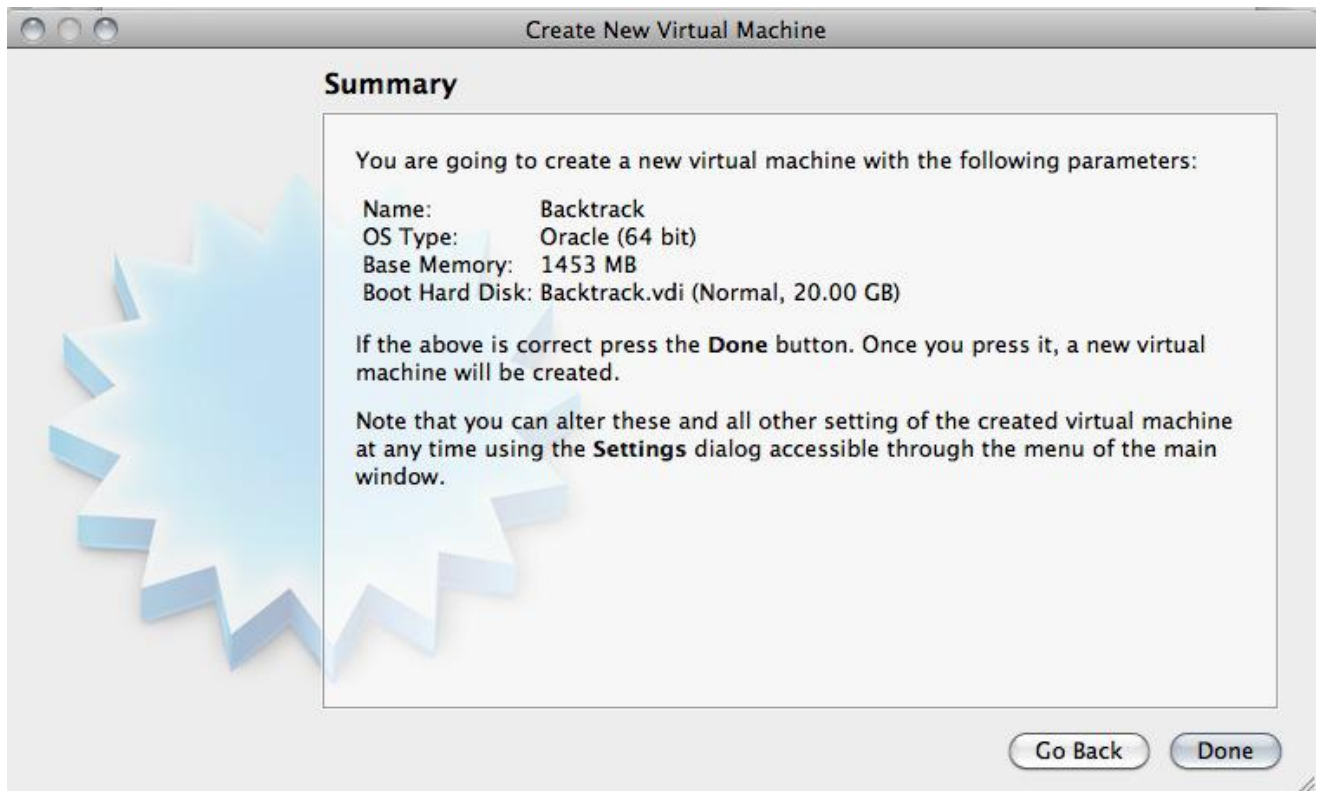 Create New Virtual Machine
Summary
You are going to create a new virtual machine with the following parameters:
Name: Backtrack
OS Type: Oracle (64 bit)
Base Memory: 1453 MB
Boot Hard Disk: Backtrack.vdi (Normal, 20.00 GB)
If the above is correct press the Done button. Once you press it, a new virtual
machine will be created.
Note that you can alter these and all other setting of the created virtual machine
at any time using the Settings dialog accessible through the menu of the main
window.
Go Back Done